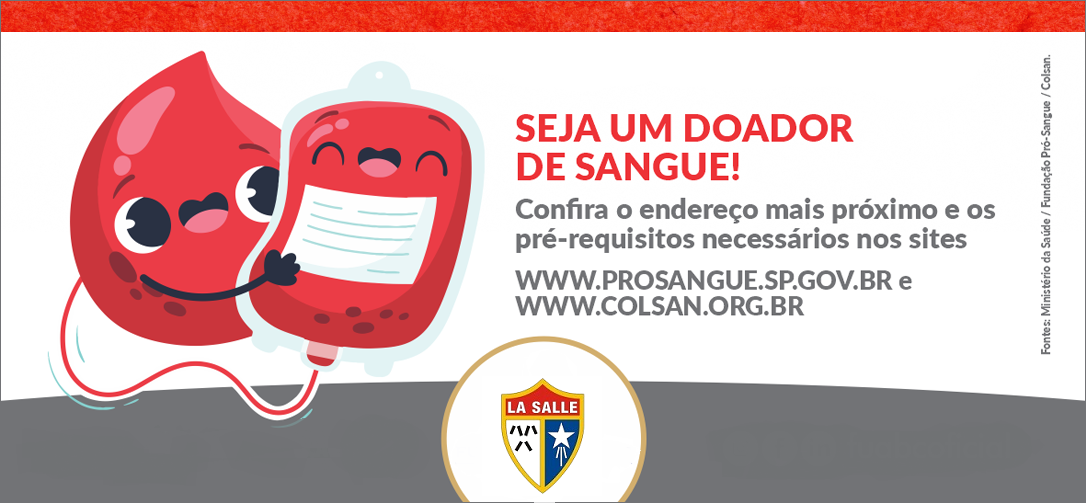 SEJA UM DOADOR
DE SANGUE!
Confira o endereço mais próximo e os
pré-requisitos necessários nos sites
WWW.PROSANGUE.SP.GOV.BR e
WWW.COLSAN.ORG.BR
Fontes: Ministério da Saúde / Fundação Pró-Sangue / Colsan.
LA SALLE